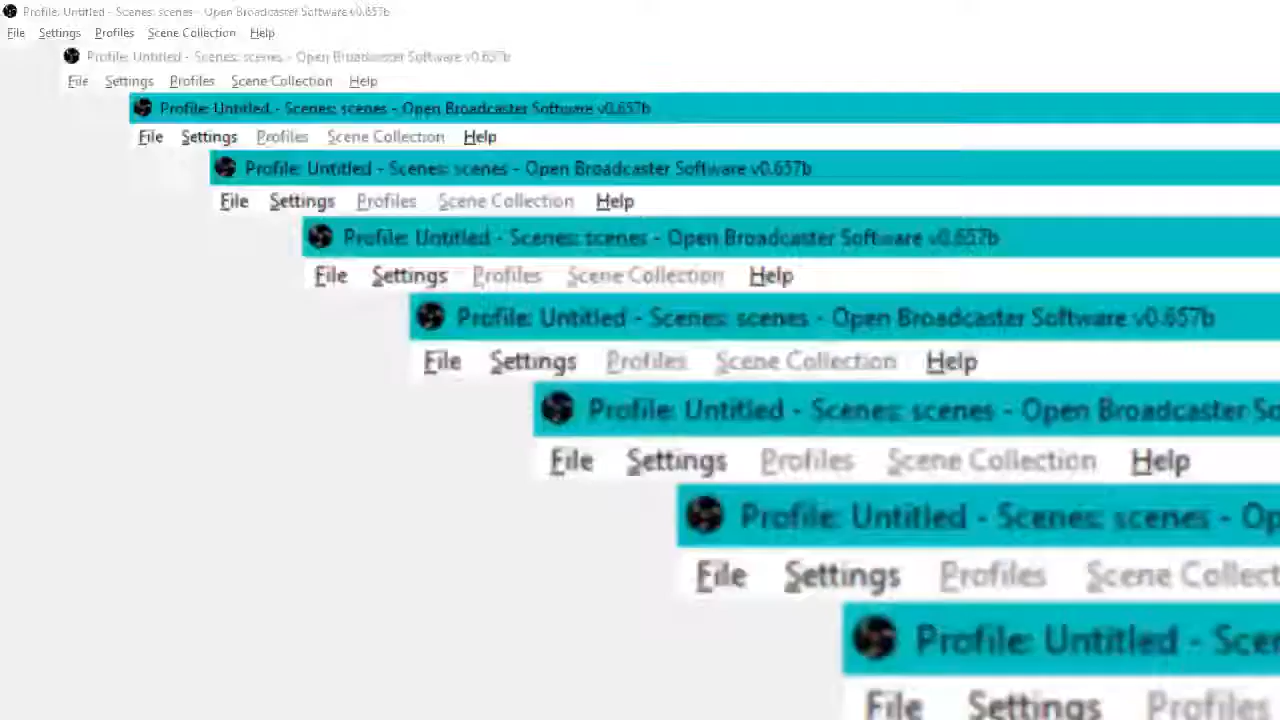 Profile: Untitled - Scenes: scenes - Open Broadcaster Software v0.657b
File Settings Profiles Scene Collection Help
Profile: Untitled - Scenes: scenes - Open Broadcaster Software v0.657b
File Settings Profiles Scene Collection Help
Profile: Untitled - Scenes: scenes - Open Broadcaster Software v0.657b
File Settings Profiles Scene Collection Help
Profile: Untitled - Scenes: scenes - Open Broadcaster Software v0.657b
File Settings Profiles Scene Collection Help
Profile: Untitled - Scenes: scenes - Open Broadcaster Software v0.657b
File Settings Profiles Scene Collection Help
Profile: Untitled - Scenes: scenes - Open Broadcaster Software v0.657b
File Settings Profiles Scene Collection Help
Profile: Untitled - Scenes: scenes - Open Broadcaster So
File Settings Profiles Scene Collection Help
Profile: Untitled - Scenes: scenes - Op
File Settings Profiles Scene Collect
Profile: Untitled - Scen
File Settings Profiles